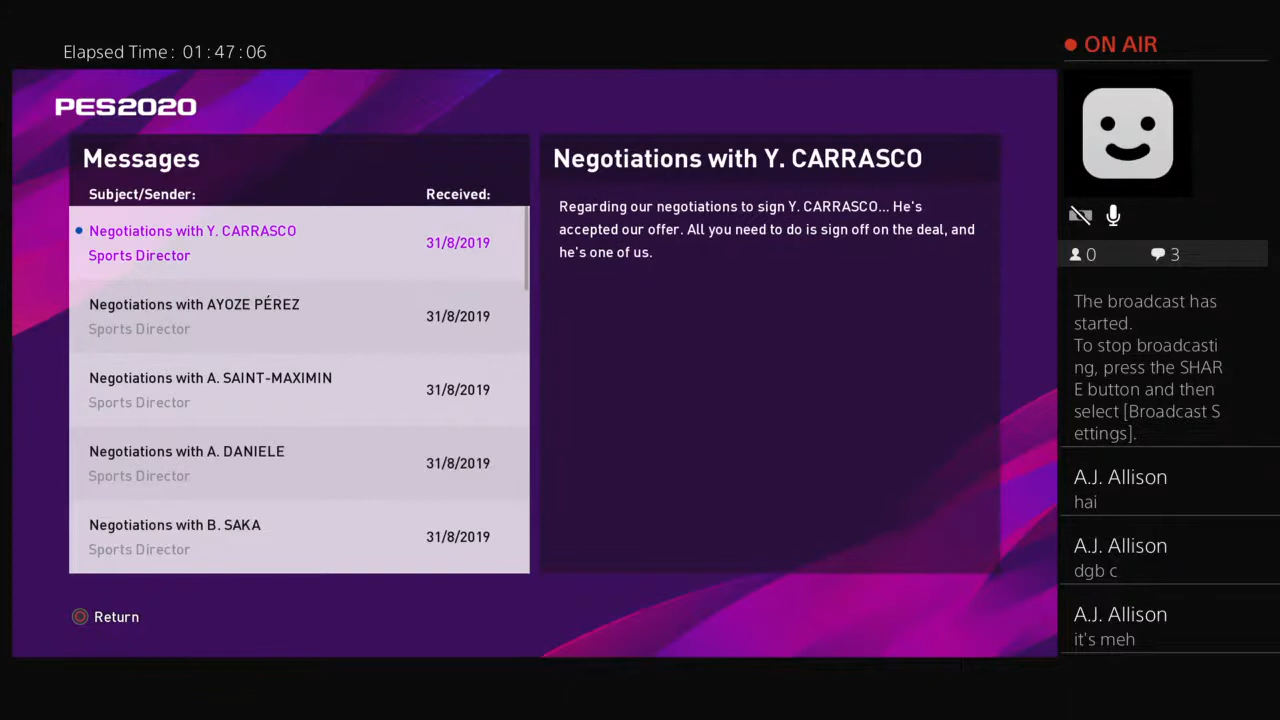 Elapsed Time: 01:47:06
ON AIR
PES2020
Messages
Subject/Sender:
Received:
Negotiations with Y. CARRASCO
Sports Director
31/8/2019
Negotiations with AYOZE PÉREZ
Sports Director
31/8/2019
Negotiations with A. SAINT-MAXIMIN
Sports Director
31/8/2019
Negotiations with A. DANIELE
Sports Director
31/8/2019
Negotiations with B. SAKA
Sports Director
31/8/2019
Negotiations with Y. CARRASCO
Regarding our negotiations to sign Y. CARRASCO... He's
accepted our offer. All you need to do is sign off on the deal, and
he's one of us.
Return
0
3
The broadcast has
started.
To stop broadcasti
ng, press the SHAR
E button and then
select [Broadcast S
ettings].
A.J. Allison
hai
A.J. Allison
dgb c
A.J. Allison
it's meh